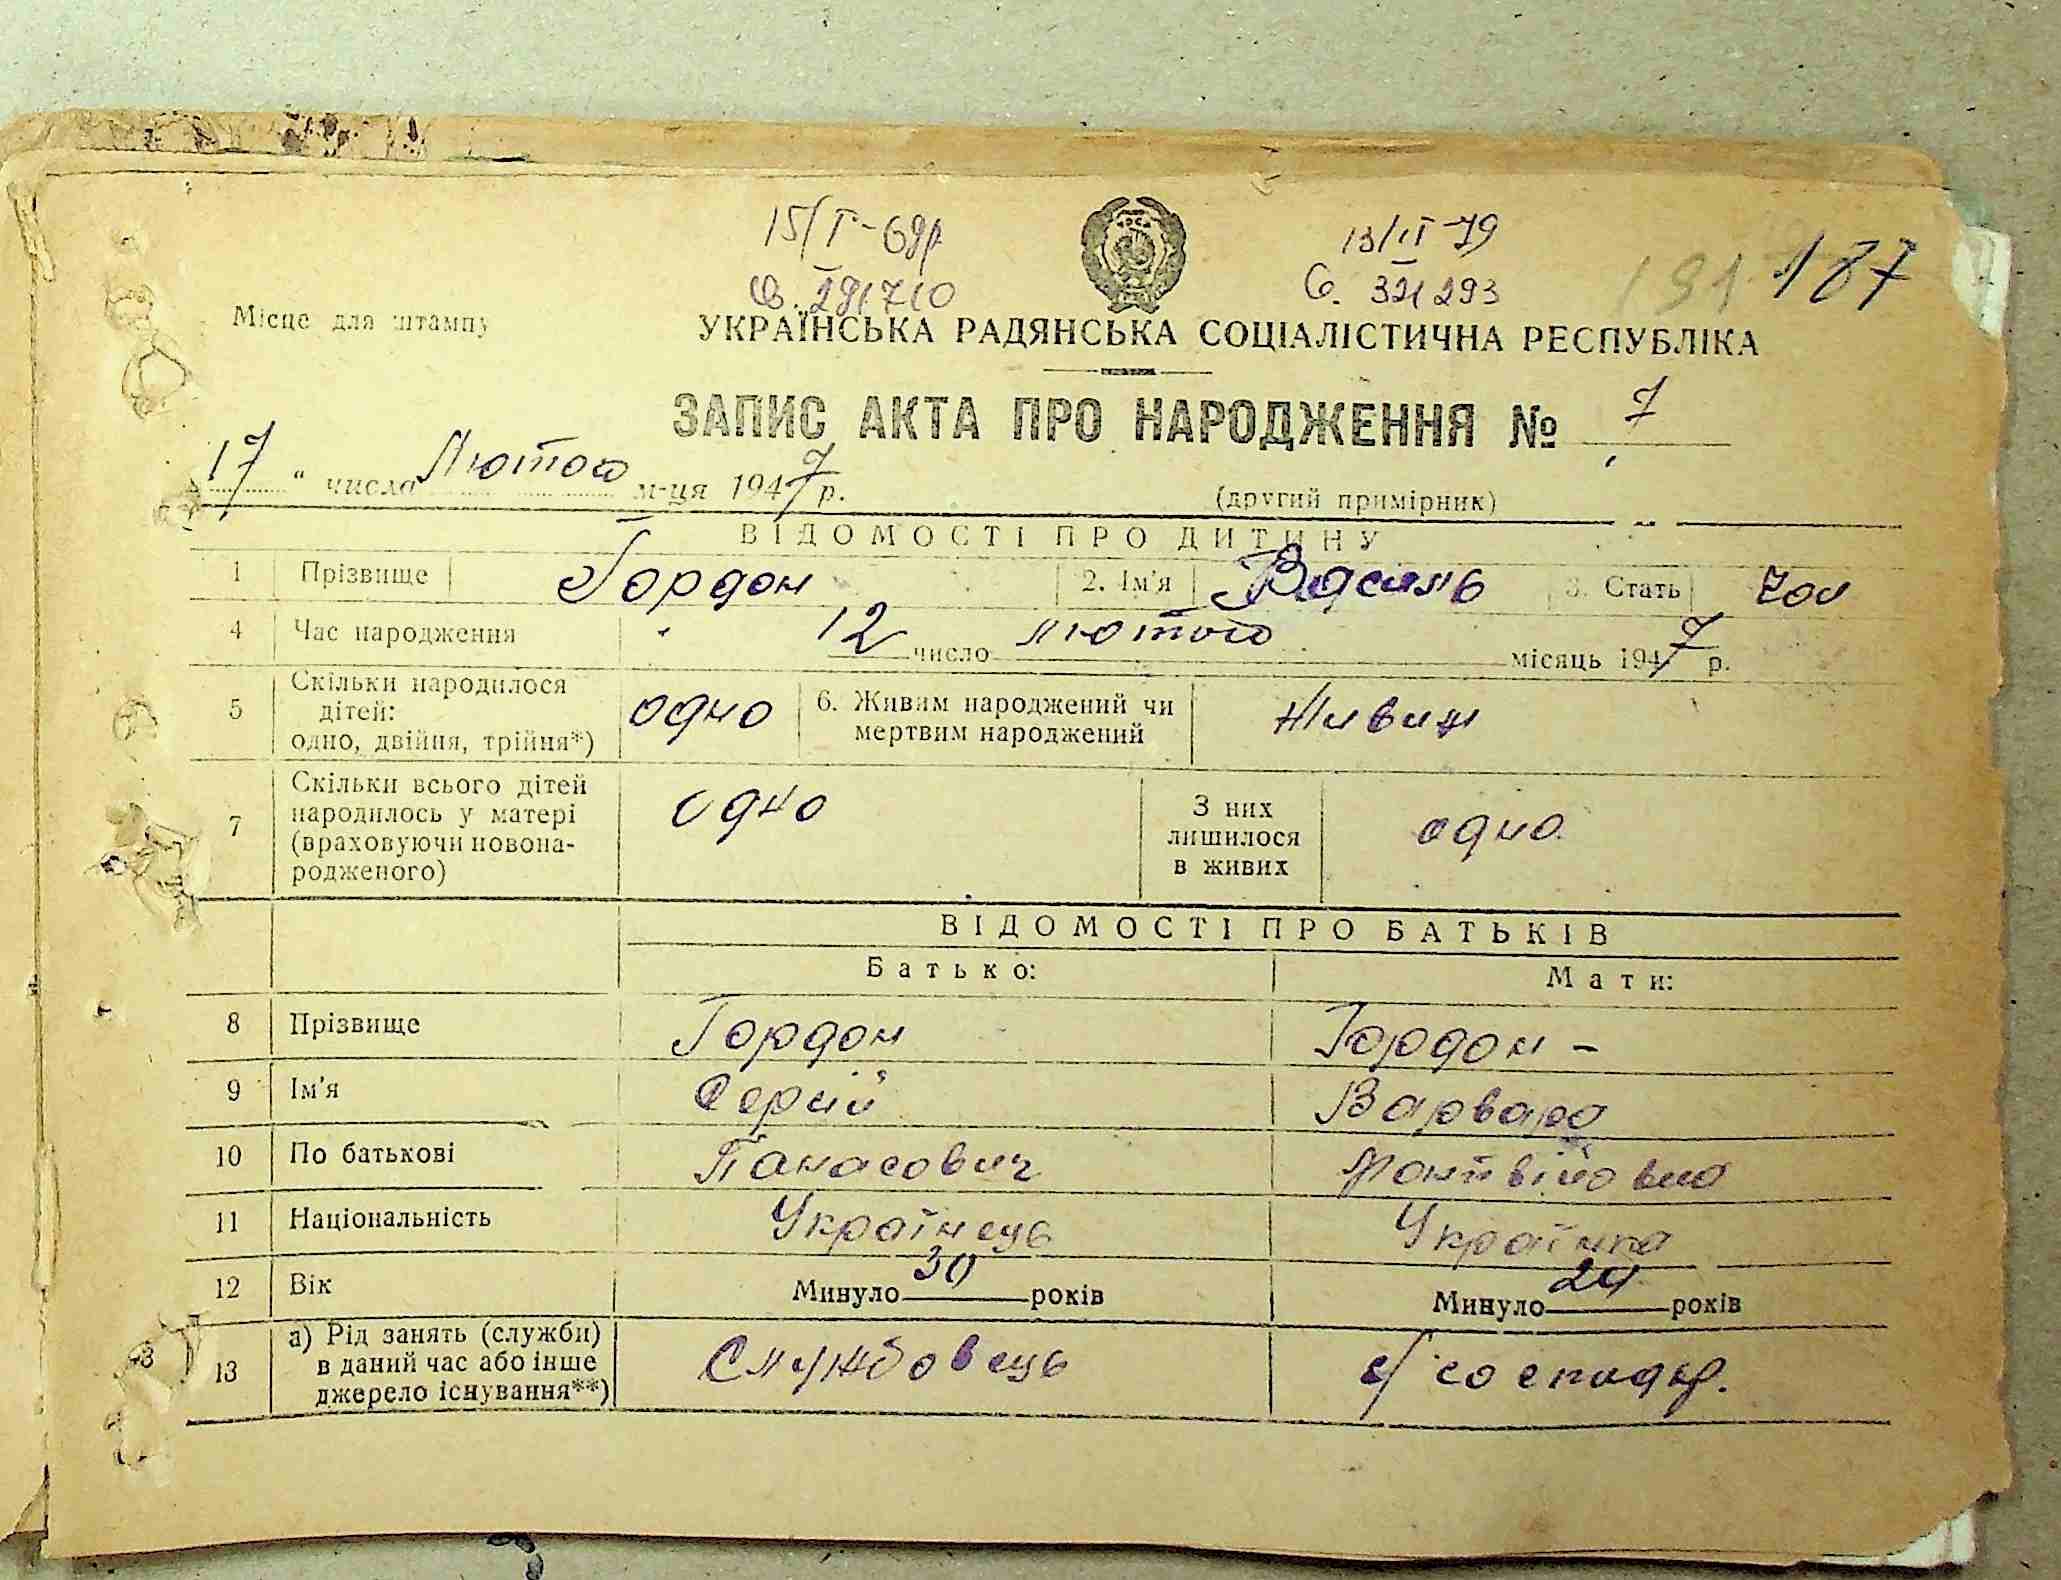 15/I-69р 13/III-79
св. 291710 С. 321293
191 187
Місце для штампу
УКРАЇНСЬКА РАДЯНСЬКА СОЦІАЛІСТИЧНА РЕСПУБЛІКА
ЗАПИС АКТА ПРО НАРОДЖЕННЯ № 7
17 " числа Лютого м-ця 1947 р. (другий примірник)
ВІДОМОСТІ ПРО ДИТИНУ
1 Прізвище Гордон 2. Ім'я Василь 3. Стать чол
4 Час народження 12 число лютого місяць 1947 р.
5 Скільки народилося дітей: одно, двійня, трійня*) одно 6. Живим народжений чи мертвим народжений Живим
7 Скільки всього дітей народилось у матері (враховуючи новонародженого) одно З них лишилося в живих одно
ВІДОМОСТІ ПРО БАТЬКІВ
Батько: Мати:
8 Прізвище Гордон Гордон -
9 Ім'я Сергій Варвара
10 По батькові Панасович
11 Національність Українець Українка
12 Вік Минуло 30 років Минуло 24 років
13 а) Рід занять (служби) в даний час або інше джерело існування**) Службовець